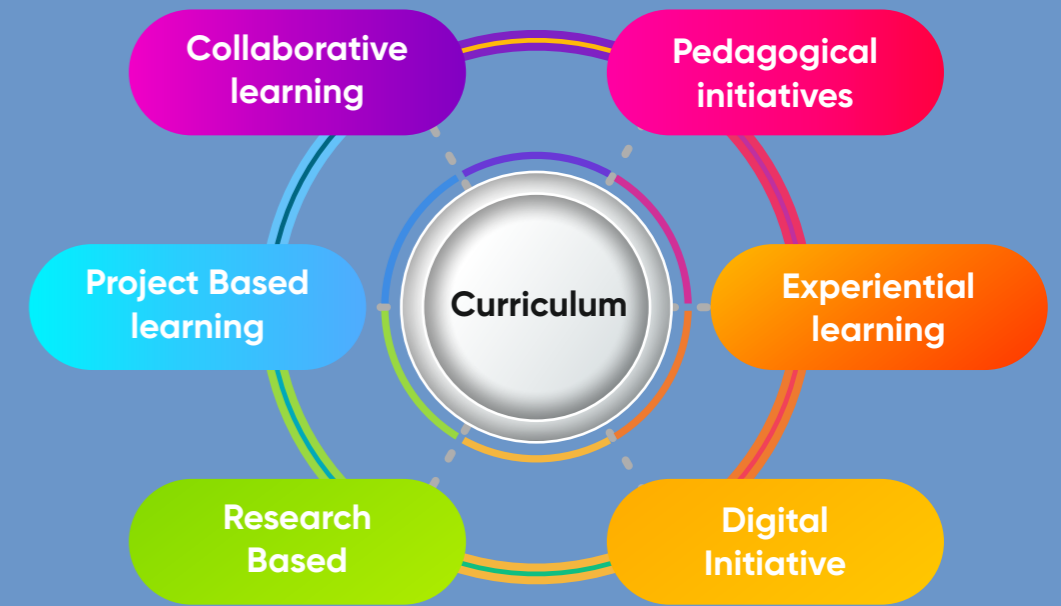 Collaborative
learning
Pedagogical
initiatives
Project Based
learning
Curriculum
Experiential
learning
Research
Based
Digital
Initiative